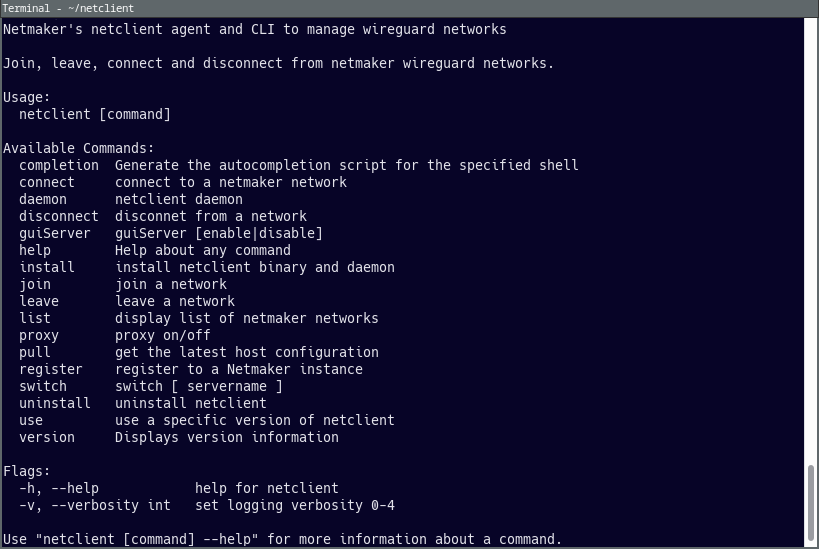 Terminal - ~/netclient
Netmaker's netclient agent and CLI to manage wireguard networks
Join, leave, connect and disconnect from netmaker wireguard networks.
Usage:
  netclient [command]
Available Commands:
  completion  Generate the autocompletion script for the specified shell
  connect     connect to a netmaker network
  daemon      netclient daemon
  disconnect  disconnet from a network
  guiServer   guiServer [enable|disable]
  help        Help about any command
  install     install netclient binary and daemon
  join        join a network
  leave       leave a network
  list        display list of netmaker networks
  proxy       proxy on/off
  pull        get the latest host configuration
  register    register to a Netmaker instance
  switch      switch [ servername ]
  uninstall   uninstall netclient
  use         use a specific version of netclient
  version     Displays version information
Flags:
  -h, --help            help for netclient
  -v, --verbosity int   set logging verbosity 0-4
Use "netclient [command] --help" for more information about a command.